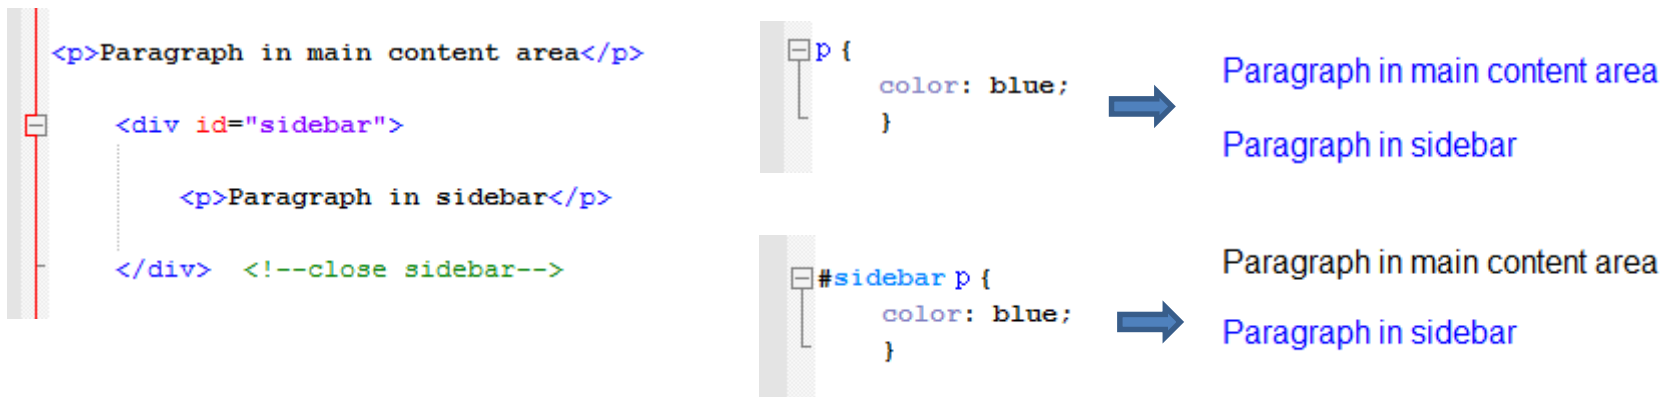 <p>Paragraph in main content area</p>
<div id="sidebar">
<p>Paragraph in sidebar</p>
</div> <!--close sidebar-->
p {
color: blue;
}
Paragraph in main content area
Paragraph in sidebar
#sidebar p {
color: blue;
}
Paragraph in main content area
Paragraph in sidebar